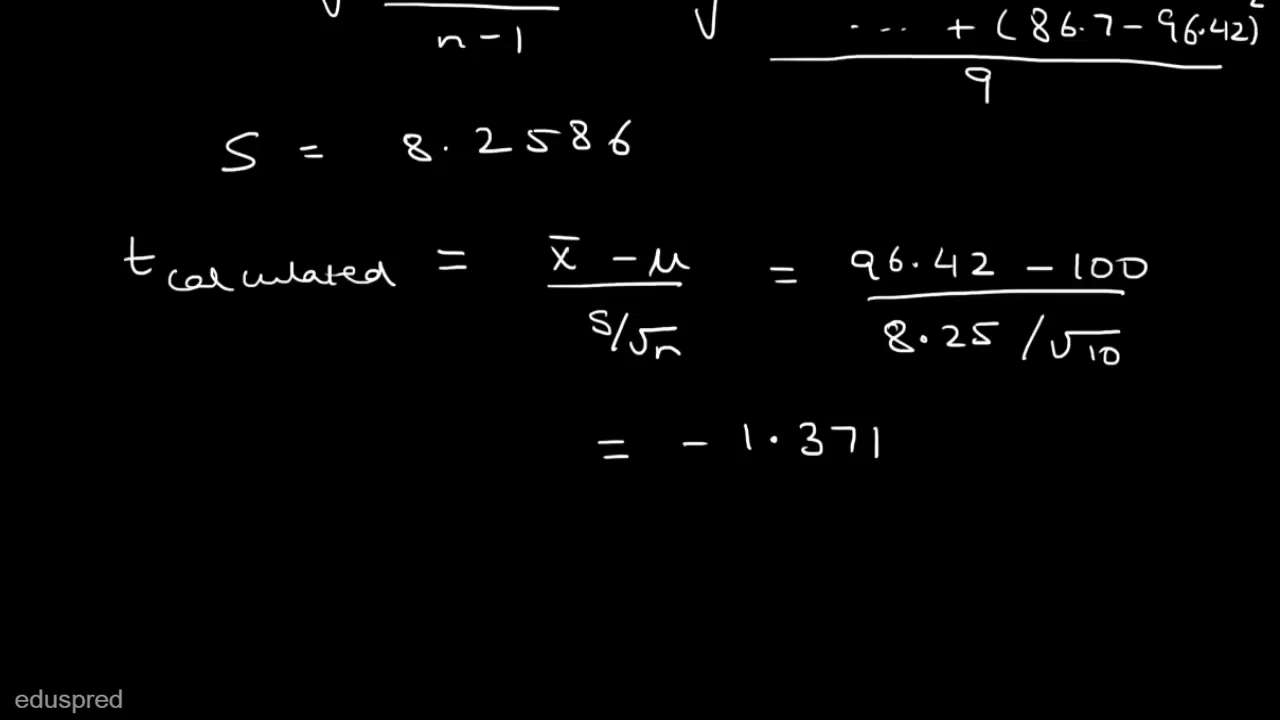 √ n - 1 √ ... + (86.7 - 96.42)² / 9
S = 8.2586
t calculated = x̄ - μ / s/√n = 96.42 - 100 / 8.25 / √10
= - 1.371
eduspred